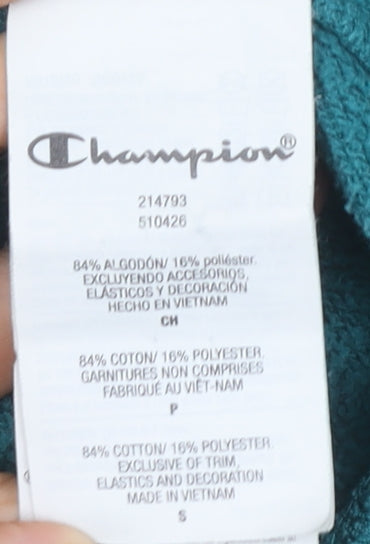 Champion®
214793
510426
84% ALGODÓN/ 16% poliéster.
EXCLUYENDO ACCESORIOS,
ELÁSTICOS Y DECORACIÓN
HECHO EN VIETNAM
CH
84% COTON/ 16% POLYESTER.
GARNITURES NON COMPRISES
FABRIQUÉ AU VIÊT-NAM
P
84% COTTON/ 16% POLYESTER.
EXCLUSIVE OF TRIM,
ELASTICS AND DECORATION
MADE IN VIETNAM
S